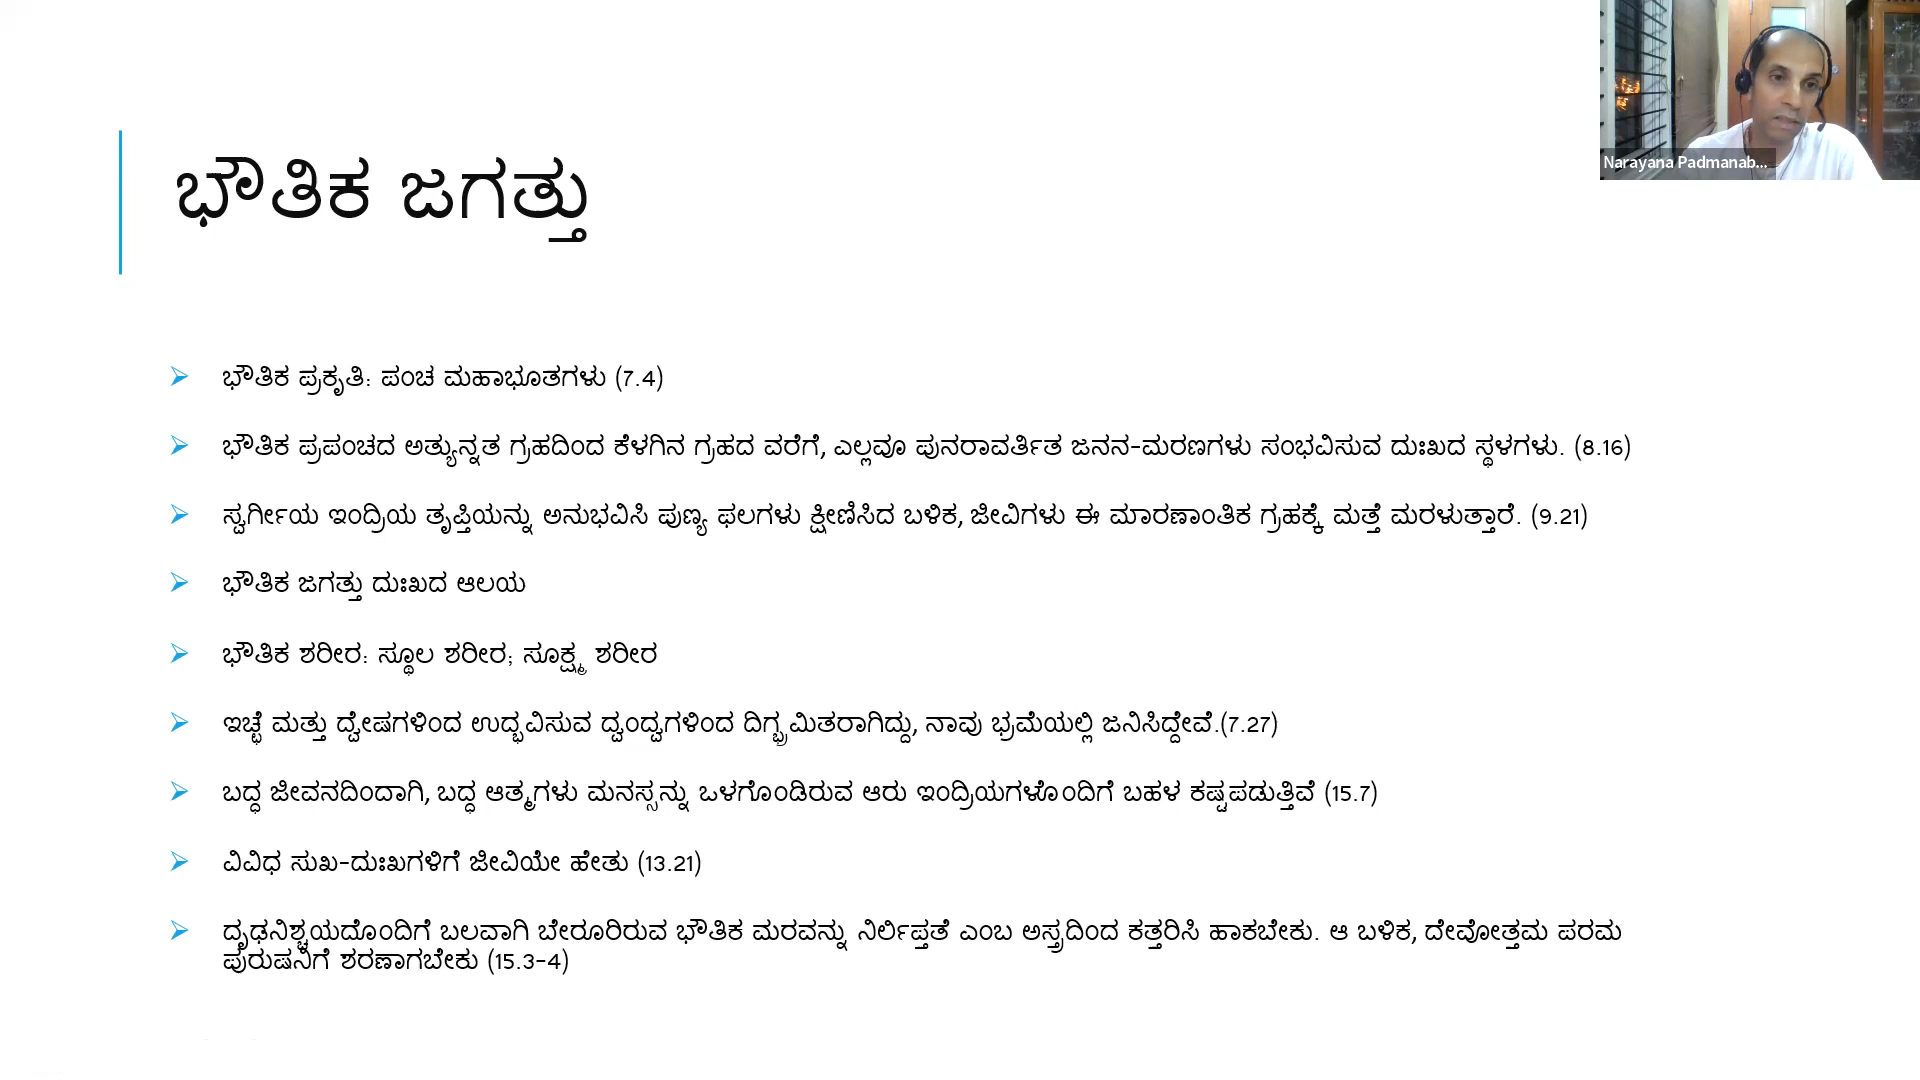 Narayana Padmanab...
ಭೌತಿಕ ಜಗತ್ತು
ಭೌತಿಕ ಪ್ರಕೃತಿ: ಪಂಚ ಮಹಾಭೂತಗಳು (7.4)
ಭೌತಿಕ ಪ್ರಪಂಚದ ಅತ್ಯುನ್ನತ ಗ್ರಹದಿಂದ ಕೆಳಗಿನ ಗ್ರಹದ ವರೆಗೆ, ಎಲ್ಲವೂ ಪುನರಾವರ್ತಿತ ಜನನ-ಮರಣಗಳು ಸಂಭವಿಸುವ ದುಃಖದ ಸ್ಥಳಗಳು. (8.16)
ಸ್ವರ್ಗೀಯ ಇಂದ್ರಿಯ ತೃಪ್ತಿಯನ್ನು ಅನುಭವಿಸಿ ಪುಣ್ಯ ಫಲಗಳು ಕ್ಷೀಣಿಸಿದ ಬಳಿಕ, ಜೀವಿಗಳು ಈ ಮಾರಣಾಂತಿಕ ಗ್ರಹಕ್ಕೆ ಮತ್ತೆ ಮರಳುತ್ತಾರೆ. (9.21)
ಭೌತಿಕ ಜಗತ್ತು ದುಃಖದ ಆಲಯ
ಭೌತಿಕ ಶರೀರ: ಸ್ಥೂಲ ಶರೀರ; ಸೂಕ್ಷ್ಮ ಶರೀರ
ಇಚ್ಛೆ ಮತ್ತು ದ್ವೇಷಗಳಿಂದ ಉದ್ಭವಿಸುವ ದ್ವಂದ್ವಗಳಿಂದ ದಿಗ್ಭ್ರಮಿತರಾಗಿದ್ದು, ನಾವು ಭ್ರಮೆಯಲ್ಲಿ ಜನಿಸಿದ್ದೇವೆ.(7.27)
ಬದ್ಧ ಜೀವನದಿಂದಾಗಿ, ಬದ್ಧ ಆತ್ಮಗಳು ಮನಸ್ಸನ್ನು ಒಳಗೊಂಡಿರುವ ಆರು ಇಂದ್ರಿಯಗಳೊಂದಿಗೆ ಬಹಳ ಕಷ್ಟಪಡುತ್ತಿವೆ (15.7)
ವಿವಿಧ ಸುಖ-ದುಃಖಗಳಿಗೆ ಜೀವಿಯೇ ಹೇತು (13.21)
ದೃಢನಿಶ್ಚಯದೊಂದಿಗೆ ಬಲವಾಗಿ ಬೇರೂರಿರುವ ಭೌತಿಕ ಮರವನ್ನು ನಿರ್ಲಿಪ್ತತೆ ಎಂಬ ಅಸ್ತ್ರದಿಂದ ಕತ್ತರಿಸಿ ಹಾಕಬೇಕು. ಆ ಬಳಿಕ, ದೇವೋತ್ತಮ ಪರಮ
ಪುರುಷನಿಗೆ ಶರಣಾಗಬೇಕು (15.3-4)